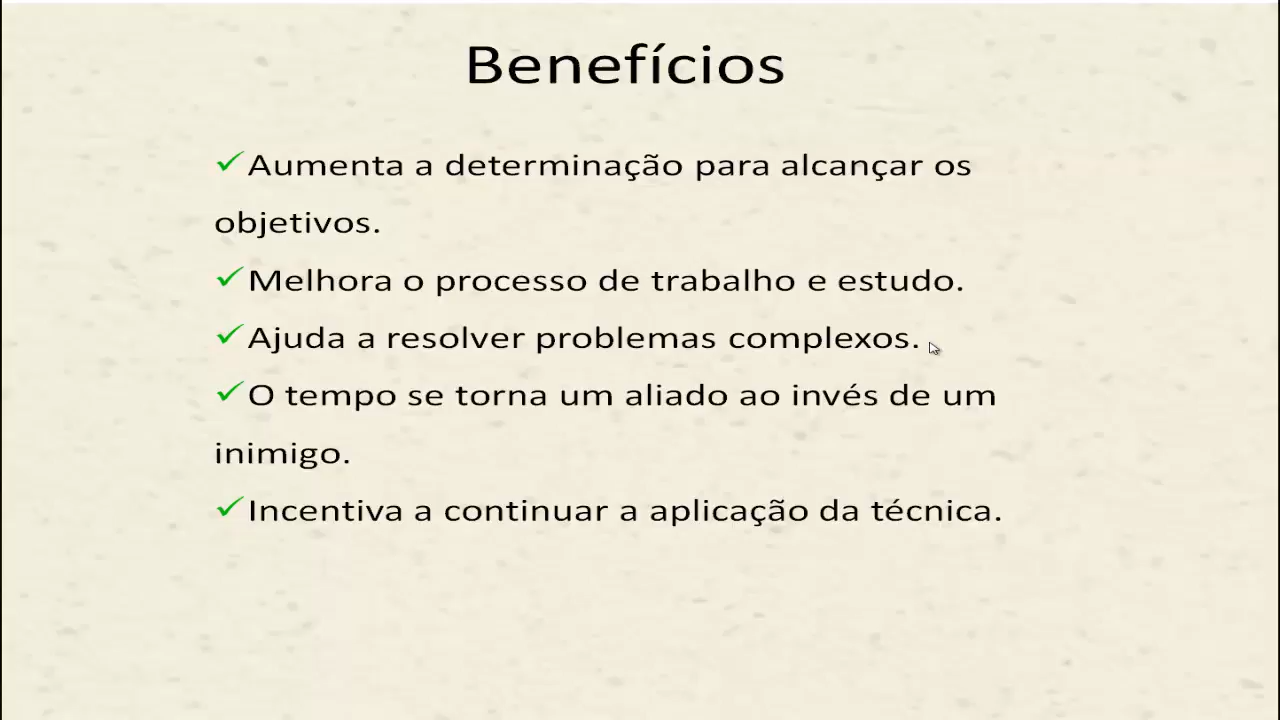 Benefícios
✓Aumenta a determinação para alcançar os
objetivos.
✓Melhora o processo de trabalho e estudo.
✓Ajuda a resolver problemas complexos.
✓O tempo se torna um aliado ao invés de um
inimigo.
✓Incentiva a continuar a aplicação da técnica.